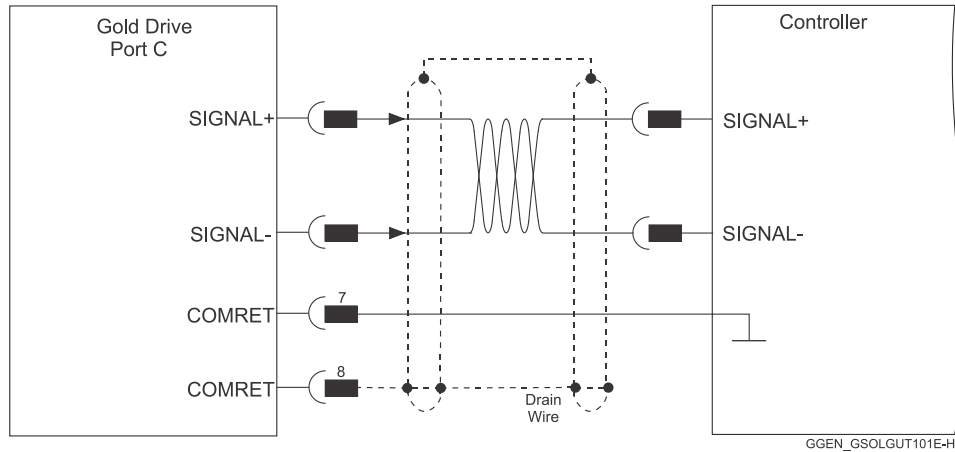 Gold Drive
Port C
Controller
SIGNAL+
SIGNAL+
SIGNAL-
SIGNAL-
COMRET
7
COMRET
8
Drain
Wire
GGEN_GSOLGUT101E-H